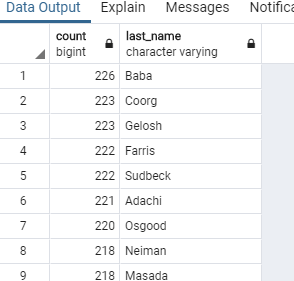 Data Output Explain Messages Notifica
count last_name
bigint character varying
1 226 Baba
2 223 Coorg
3 223 Gelosh
4 222 Farris
5 222 Sudbeck
6 221 Adachi
7 220 Osgood
8 218 Neiman
9 218 Masada